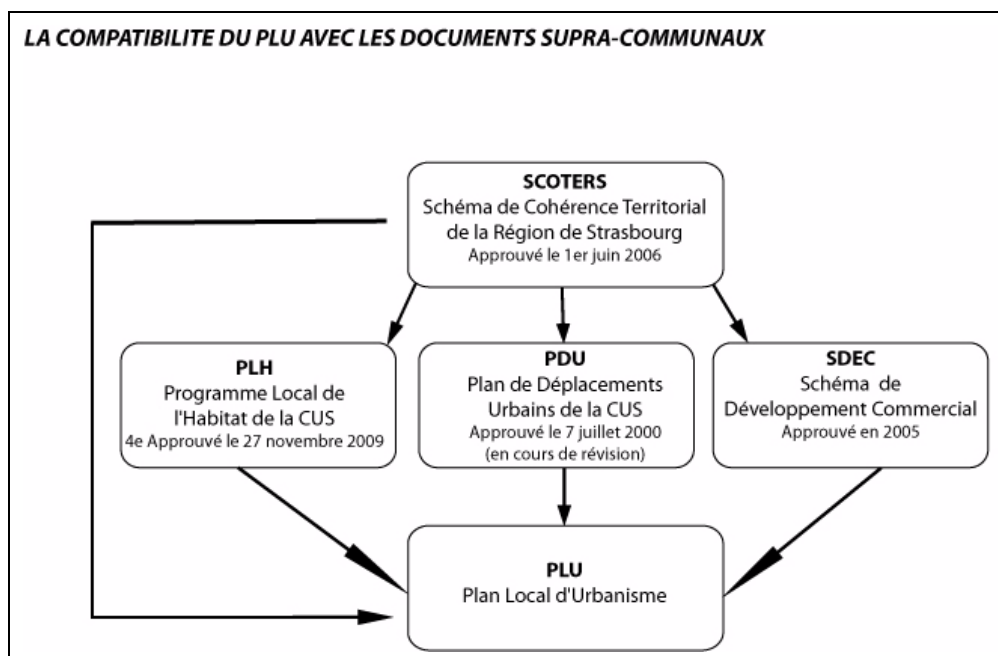 LA COMPATIBILITE DU PLU AVEC LES DOCUMENTS SUPRA-COMMUNAUX
SCOTERS
Schéma de Cohérence Territorial
de la Région de Strasbourg
Approuvé le 1er juin 2006
PLH
Programme Local de
l'Habitat de la CUS
4e Approuvé le 27 novembre 2009
PDU
Plan de Déplacements
Urbains de la CUS
Approuvé le 7 juillet 2000
(en cours de révision)
SDEC
Schéma de
Développement Commercial
Approuvé en 2005
PLU
Plan Local d'Urbanisme